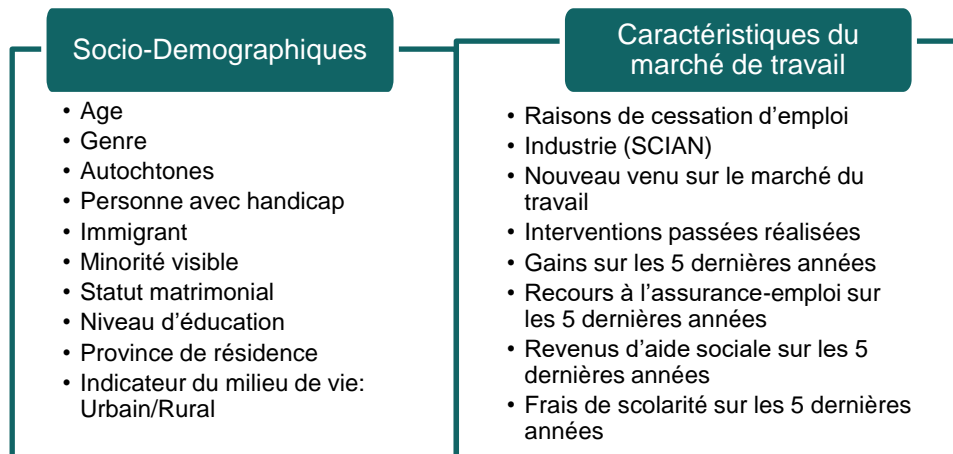 Socio-Demographiques
• Age
• Genre
• Autochtones
• Personne avec handicap
• Immigrant
• Minorité visible
• Statut matrimonial
• Niveau d’éducation
• Province de résidence
• Indicateur du milieu de vie:
Urbain/Rural
Caractéristiques du
marché de travail
• Raisons de cessation d’emploi
• Industrie (SCIAN)
• Nouveau venu sur le marché du
travail
• Interventions passées réalisées
• Gains sur les 5 dernières années
• Recours à l’assurance-emploi sur
les 5 dernières années
• Revenus d’aide sociale sur les 5
dernières années
• Frais de scolarité sur les 5 dernières
années